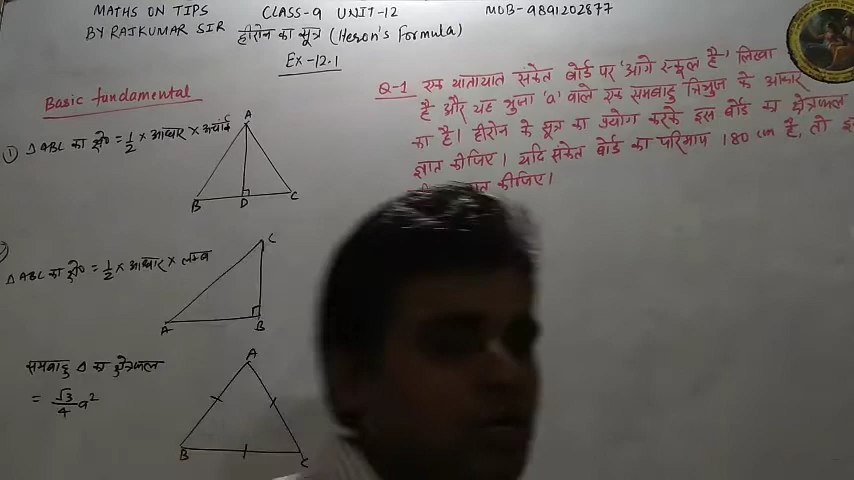 MATHS ON TIPS CLASS-9 UNIT-12 MOB-9891202877
BY RAJKUMAR SIR हीरोन का सूत्र (Heron's Formula)
Ex-12.1
Basic fundamental
① △ABC का क्षे० = 1/2 × आधार × ऊंचाई
A
B D C
△ABC का क्षे० = 1/2 × आधार × लम्ब
C
A B
समबाहु △ का क्षेत्रफल
= √3/4 a²
A
B C
Q-1 एक यातायात संकेत बोर्ड पर 'आगे स्कूल है' लिखा
है और यह भुजा 'a' वाले एक समबाहु त्रिभुज के आकार
का है। हीरोन के सूत्र का प्रयोग करके इस बोर्ड का क्षेत्रफल
ज्ञात कीजिए। यदि संकेत बोर्ड का परिमाप 180 cm है, तो
कीजिए।